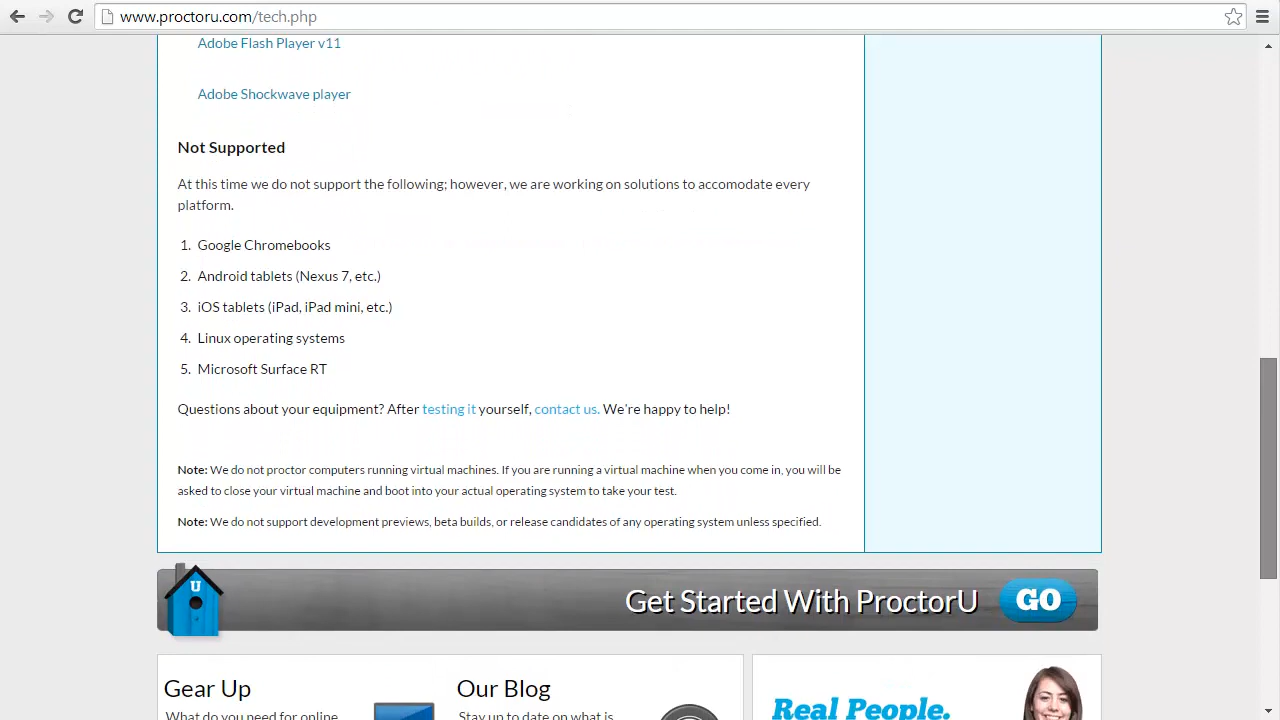 www.proctoru.com/tech.php
Adobe Flash Player v11
Adobe Shockwave player
Not Supported
At this time we do not support the following; however, we are working on solutions to accomodate every
platform.
1. Google Chromebooks
2. Android tablets (Nexus 7, etc.)
3. iOS tablets (iPad, iPad mini, etc.)
4. Linux operating systems
5. Microsoft Surface RT
Questions about your equipment? After testing it yourself, contact us. We're happy to help!
Note: We do not proctor computers running virtual machines. If you are running a virtual machine when you come in, you will be
asked to close your virtual machine and boot into your actual operating system to take your test.
Note: We do not support development previews, beta builds, or release candidates of any operating system unless specified.
U
Get Started With ProctorU GO
Gear Up
What do you need for online
Our Blog
Stay up to date on what is
Real People.